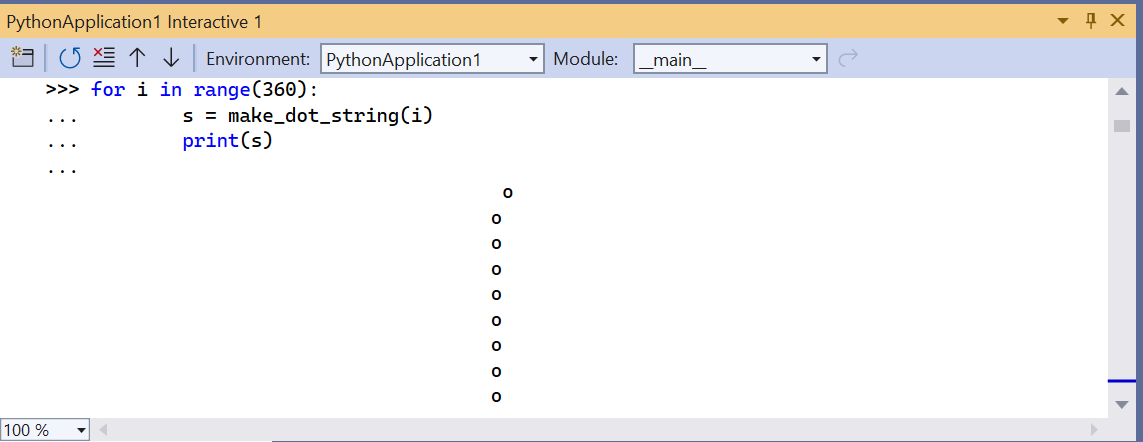 PythonApplication1 Interactive 1
Environment: PythonApplication1 Module: __main__
>>> for i in range(360):
...         s = make_dot_string(i)
...         print(s)
...
                                        o
                                       o
                                       o
                                       o
                                       o
                                       o
                                       o
                                       o
                                       o
100 %